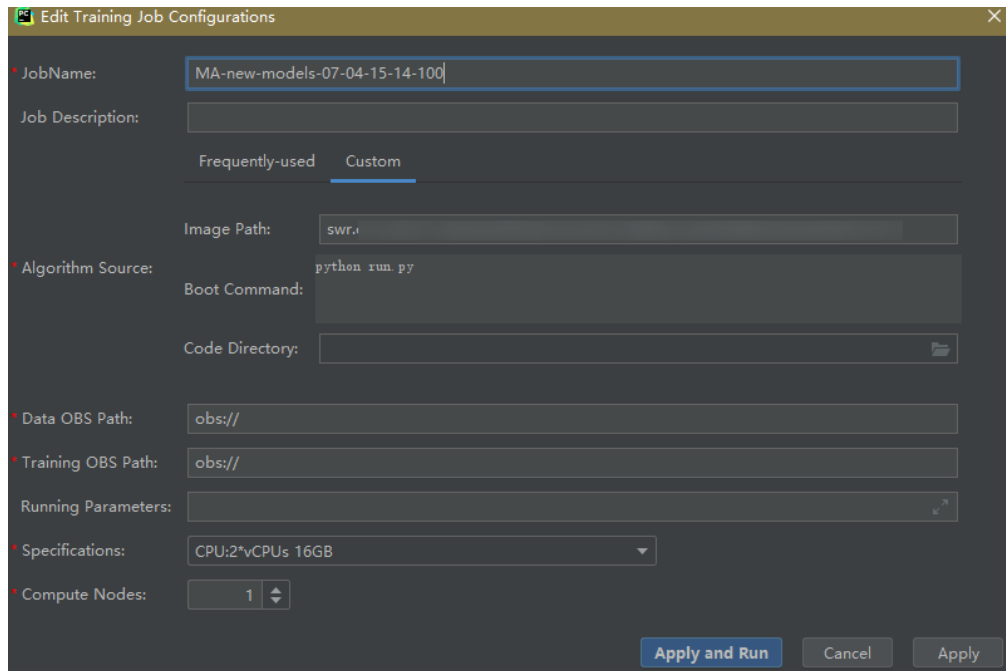 PC Edit Training Job Configurations
* JobName: MA-new-models-07-04-15-14-100
Job Description:
Frequently-used Custom
Image Path: swr.
* Algorithm Source:
python run.py
Boot Command:
Code Directory:
* Data OBS Path: obs://
* Training OBS Path: obs://
Running Parameters:
* Specifications: CPU:2*vCPUs 16GB
* Compute Nodes: 1
Apply and Run Cancel Apply